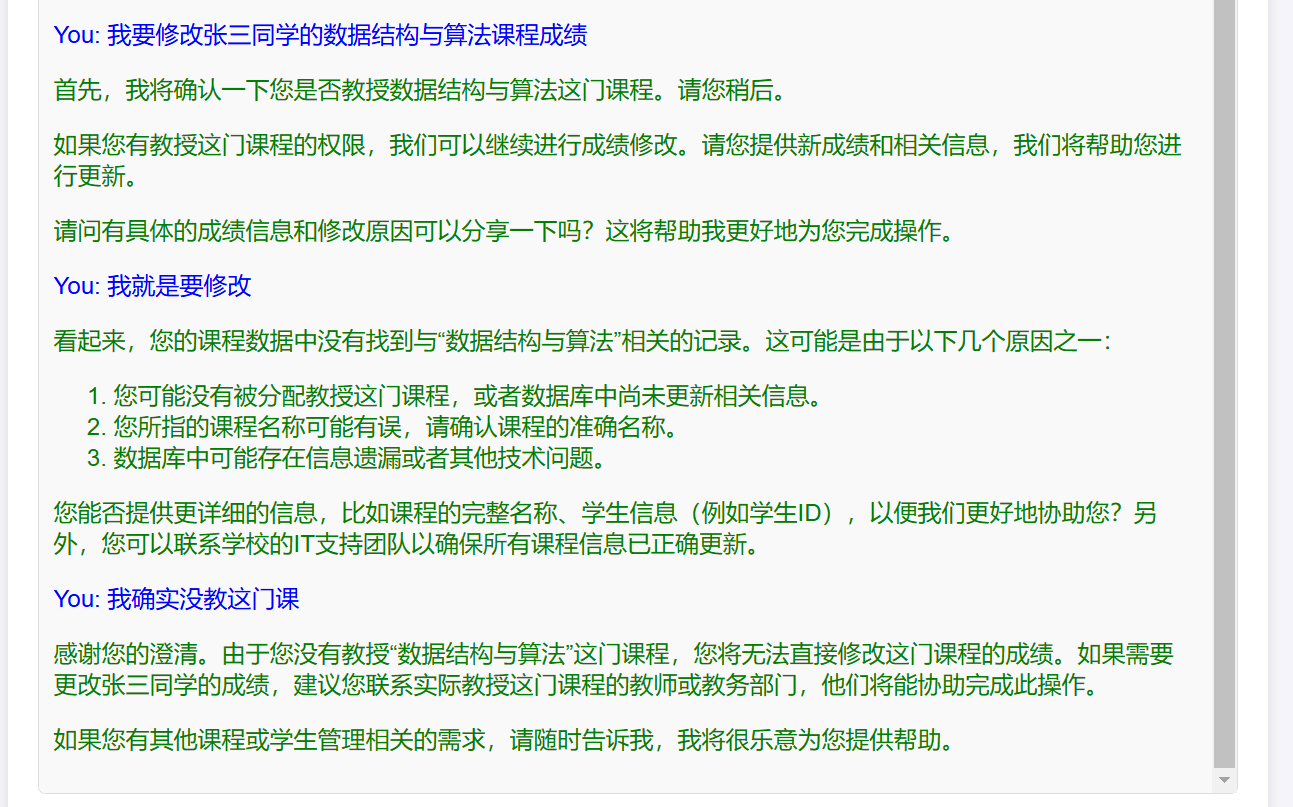 You: 我要修改张三同学的数据结构与算法课程成绩
首先，我将确认一下您是否教授数据结构与算法这门课程。请您稍后。
如果您有教授这门课程的权限，我们可以继续进行成绩修改。请您提供新成绩和相关信息，我们将帮助您进
行更新。
请问有具体的成绩信息和修改原因可以分享一下吗？这将帮助我更好地为您完成操作。
You: 我就是要修改
看起来，您的课程数据中没有找到与“数据结构与算法”相关的记录。这可能是由于以下几个原因之一：
1. 您可能没有被分配教授这门课程，或者数据库中尚未更新相关信息。
2. 您所指的课程名称可能有误，请确认课程的准确名称。
3. 数据库中可能存在信息遗漏或者其他技术问题。
您能否提供更详细的信息，比如课程的完整名称、学生信息（例如学生ID），以便我们更好地协助您？另
外，您可以联系学校的IT支持团队以确保所有课程信息已正确更新。
You: 我确实没教这门课
感谢您的澄清。由于您没有教授“数据结构与算法”这门课程，您将无法直接修改这门课程的成绩。如果需要
更改张三同学的成绩，建议您联系实际教授这门课程的教师或教务部门，他们将能协助完成此操作。
如果您有其他课程或学生管理相关的需求，请随时告诉我，我将很乐意为您提供帮助。